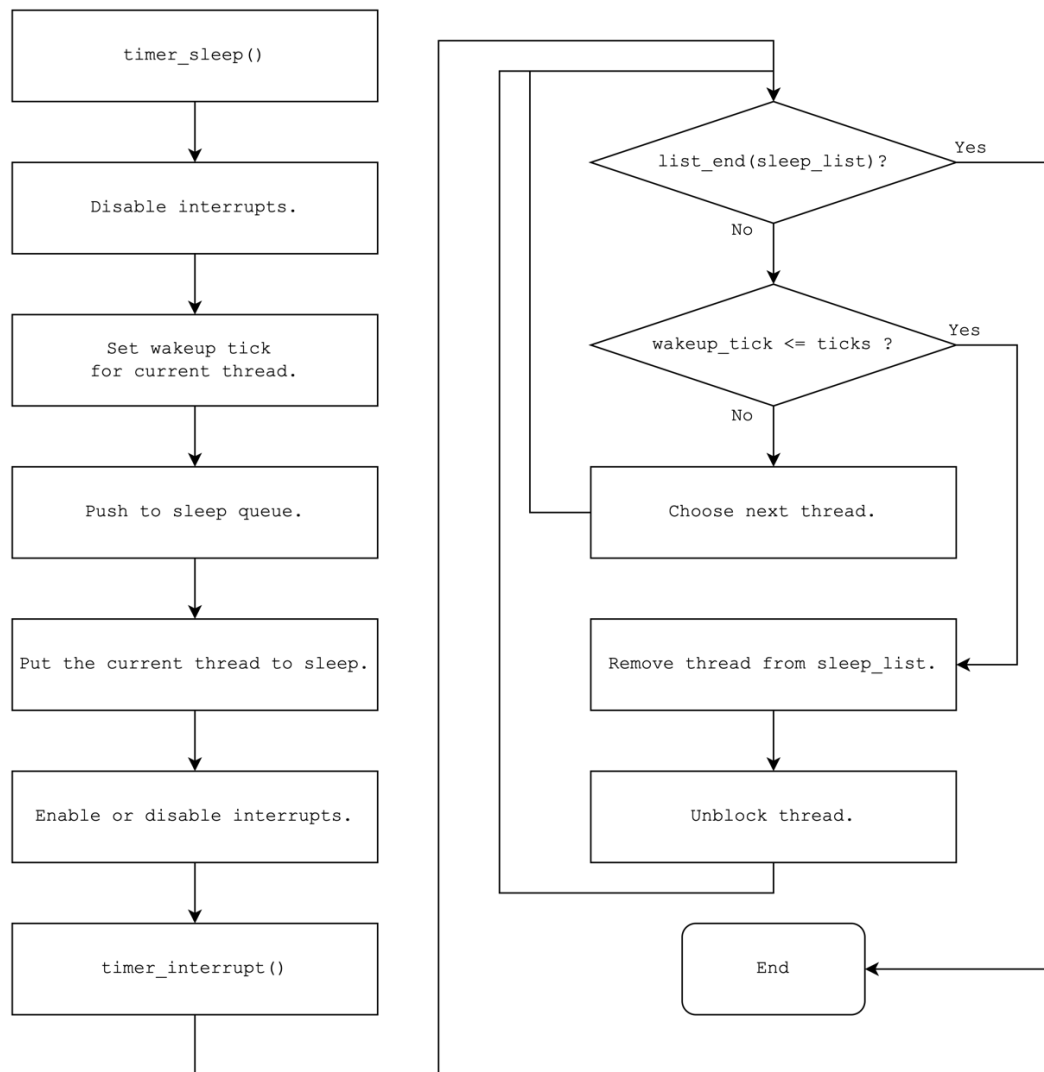 timer_sleep()
Disable interrupts.
Set wakeup tick
for current thread.
Push to sleep queue.
Put the current thread to sleep.
Enable or disable interrupts.
timer_interrupt()
list_end(sleep_list)?
Yes
No
wakeup_tick <= ticks ?
Yes
No
Choose next thread.
Remove thread from sleep_list.
Unblock thread.
End